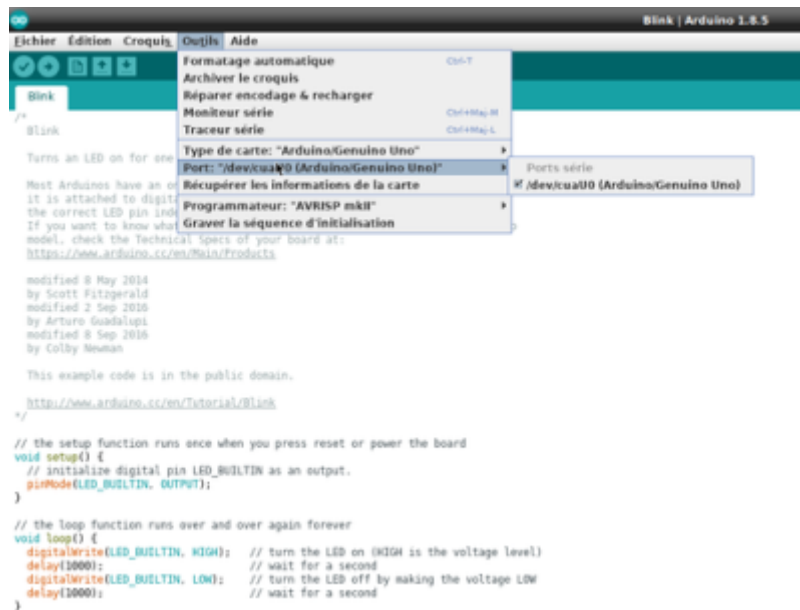 Blink | Arduino 1.8.5
Fichier Édition Croquis Outils Aide
Formatage automatique Ctrl-T
Archiver le croquis
Réparer encodage & recharger
Moniteur série Ctrl+Maj-M
Traceur série Ctrl+Maj-L
Type de carte: "Arduino/Genuino Uno"
Port: "/dev/cuaU0 (Arduino/Genuino Uno)"
Récupérer les informations de la carte
Programmateur: "AVRISP mkII"
Graver la séquence d'initialisation
Ports série
/dev/cuaU0 (Arduino/Genuino Uno)
Blink
/*
Blink
Turns an LED on for one
Most Arduinos have an
it is attached to
the correct LED pin
If you want to know
model, check the Technical Specs of your board at:
https://www.arduino.cc/en/Main/Products
modified 8 May 2014
by Scott Fitzgerald
modified 2 Sep 2016
by Arturo Guadalupi
modified 8 Sep 2016
by Colby Newman
This example code is in the public domain.
http://www.arduino.cc/en/Tutorial/Blink
*/
// the setup function runs once when you press reset or power the board
void setup() {
// initialize digital pin LED_BUILTIN as an output.
pinMode(LED_BUILTIN, OUTPUT);
}
// the loop function runs over and over again forever
void loop() {
digitalWrite(LED_BUILTIN, HIGH); // turn the LED on (HIGH is the voltage level)
delay(1000); // wait for a second
digitalWrite(LED_BUILTIN, LOW); // turn the LED off by making the voltage LOW
delay(1000); // wait for a second
}